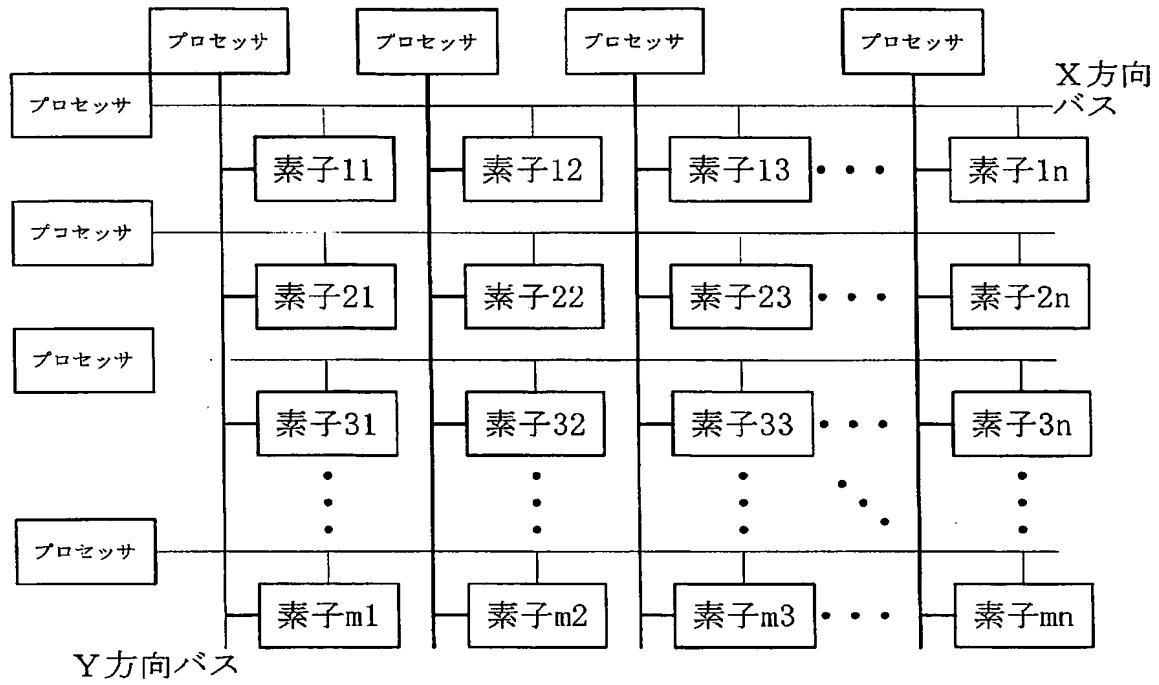 プロセッサ
プロセッサ
プロセッサ
プロセッサ
X方向
バス
プロセッサ
素子11
素子12
素子13
素子1n
プロセッサ
素子21
素子22
素子23
素子2n
プロセッサ
素子31
素子32
素子33
素子3n
プロセッサ
素子m1
素子m2
素子m3
素子mn
Y方向バス